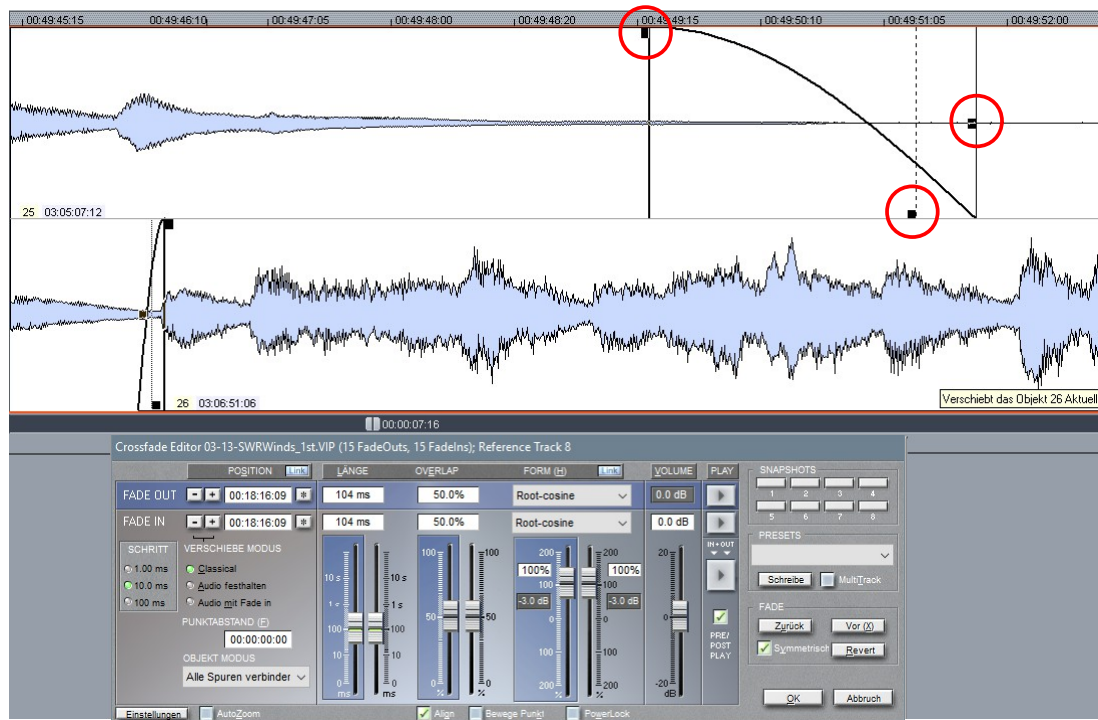 00:49:45:15 00:49:46:10 00:49:47:05 00:49:48:00 00:49:48:20 00:49:49:15 00:49:50:10 00:49:51:05 00:49:52:00
25 03:05:07:12
26 03:06:51:06
Verschiebt das Objekt 26 Aktuell
00:00:07:16
Crossfade Editor 03-13-SWRWinds_1st.VIP (15 FadeOuts, 15 FadeIns); Reference Track 8
POSITION Link LÄNGE OVERLAP FORM (H) Link VOLUME PLAY
FADE OUT - + 00:18:16:09 * 104 ms 50.0% Root-cosine 0.0 dB
FADE IN - + 00:18:16:09 * 104 ms 50.0% Root-cosine 0.0 dB
SCHRITT
1.00 ms
10.0 ms
100 ms
VERSCHIEBE MODUS
Classical
Audio festhalten
Audio mit Fade in
PUNKTABSTAND (F)
00:00:00:00
OBJEKT MODUS
Alle Spuren verbinder
10 s 10 s
1 s 1 s
100 100
10 10
0 0
ms ms
100 100
50 50
0 0
% %
200 200
100% 100%
100
-3.0 dB -3.0 dB
0 0
100 100
200 200
% %
20
0
-20
dB
IN+OUT
PRE/
POST
PLAY
SNAPSHOTS
1 2 3 4
5 6 7 8
PRESETS
Schreibe MultiTrack
FADE
Zurück Vor (X)
Symmetrisch Revert
OK Abbruch
Einstellungen AutoZoom Align Bewege Punkt PowerLock